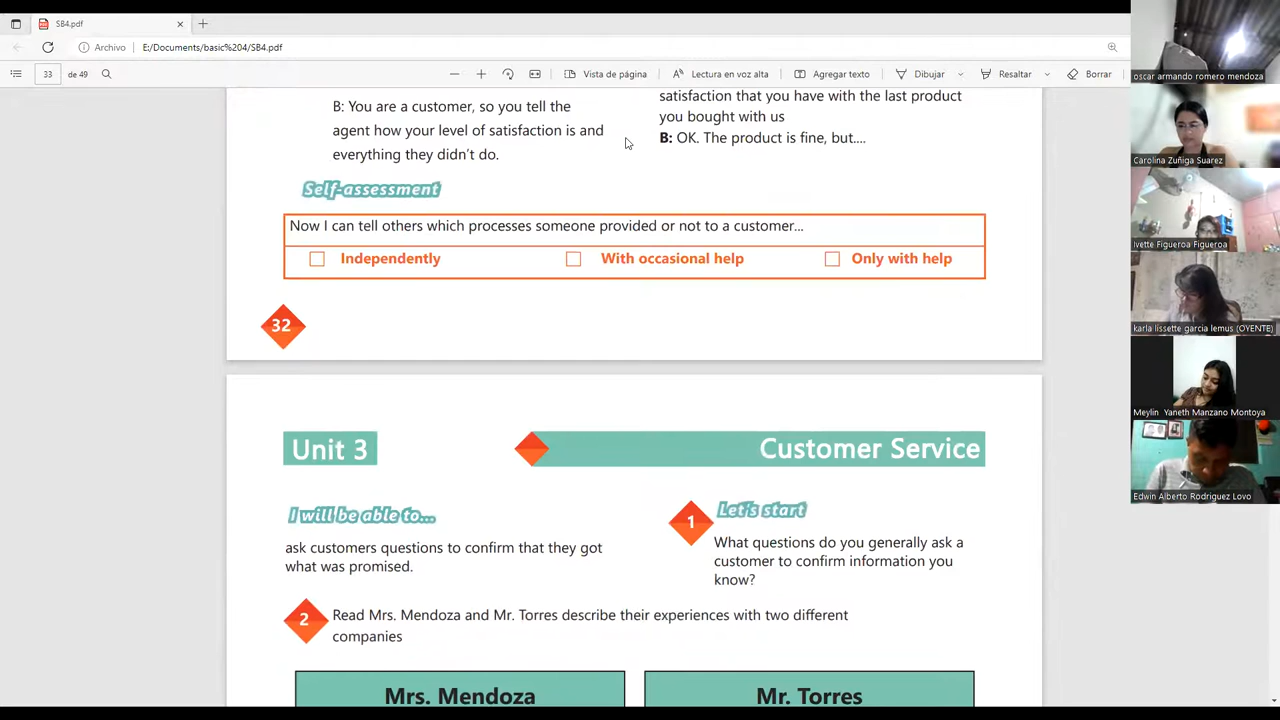 SB4.pdf
Archivo
E:/Documents/basic%204/SB4.pdf
33
de 49
Vista de página
Lectura en voz alta
Agregar texto
Dibujar
Resaltar
Borrar
B: You are a customer, so you tell the
agent how your level of satisfaction is and
everything they didn't do.
satisfaction that you have with the last product
you bought with us
B: OK. The product is fine, but....
Self-assessment
Now I can tell others which processes someone provided or not to a customer...
Independently
With occasional help
Only with help
32
Unit 3
Customer Service
I will be able to...
ask customers questions to confirm that they got
what was promised.
1
Let's start
What questions do you generally ask a
customer to confirm information you
know?
2
Read Mrs. Mendoza and Mr. Torres describe their experiences with two different
companies
Mrs. Mendoza
Mr. Torres
oscar armando romero mendoza
Carolina Zuñiga Suarez
Ivette Figueroa Figueroa
karla lissette garcia lemus (OYENTE)
Meylin Yaneth Manzano Montoya
Edwin Alberto Rodriguez Lovo